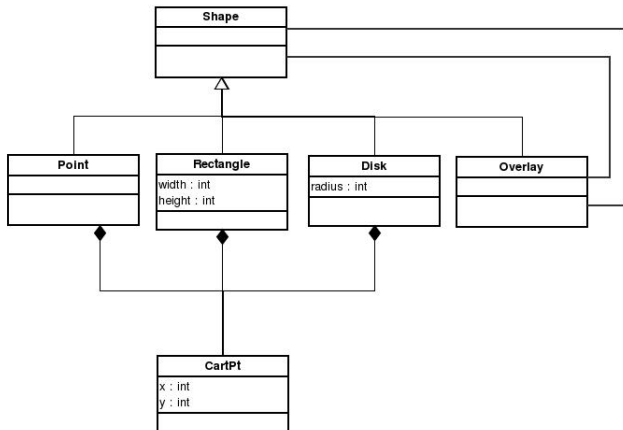 Shape
Point
Rectangle
width : int
height : int
Disk
radius : int
Overlay
CartPt
x : int
y : int